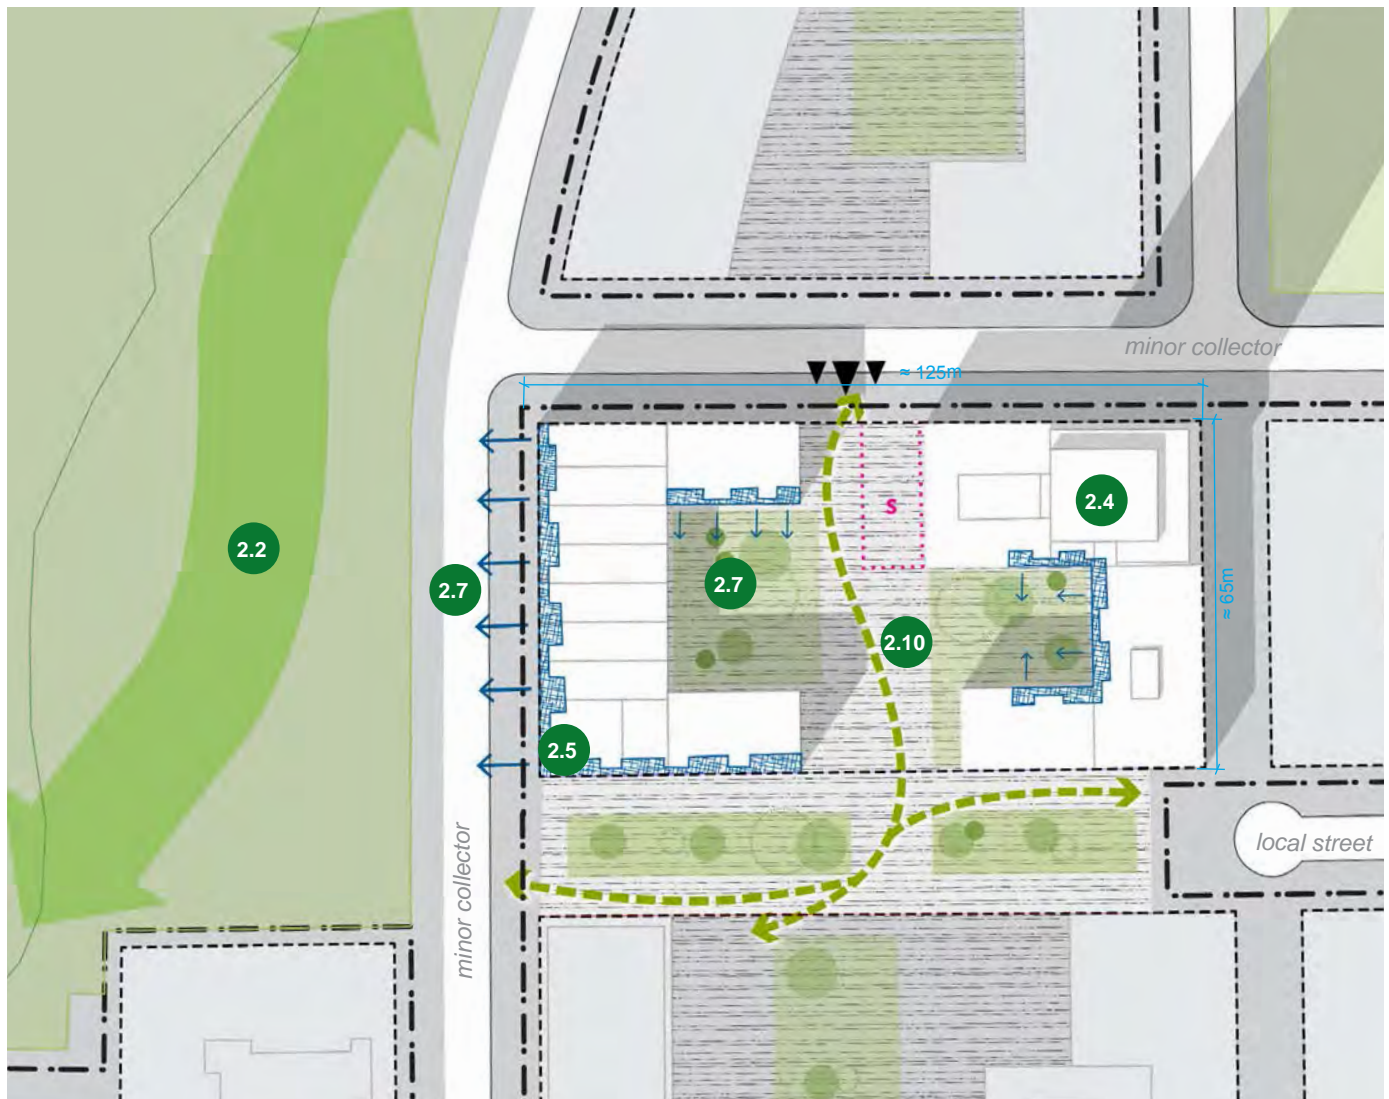 minor collector
≈ 125m
2.4
s
2.2
2.7
2.7
≈ 65m
2.10
2.5
local street
minor collector